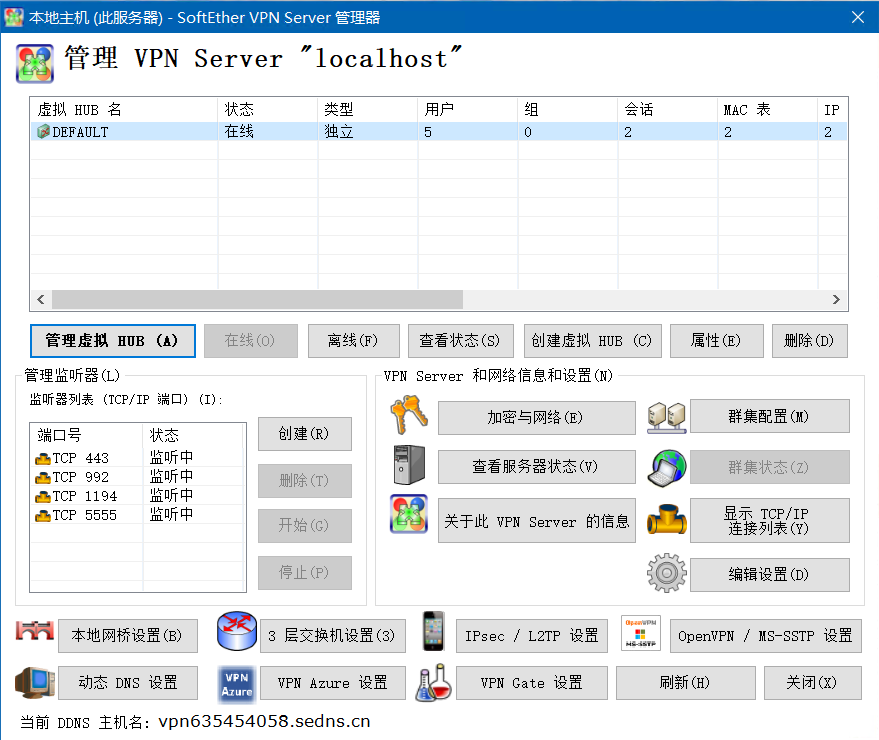 本地主机 (此服务器) - SoftEther VPN Server 管理器
管理 VPN Server "localhost"
虚拟 HUB 名 状态 类型 用户 组 会话 MAC 表 IP
DEFAULT 在线 独立 5 0 2 2 2
管理虚拟 HUB (A) 在线(O) 离线(F) 查看状态(S) 创建虚拟 HUB (C) 属性(E) 删除(D)
管理监听器(L)
监听器列表 (TCP/IP 端口) (I):
端口号 状态
TCP 443 监听中
TCP 992 监听中
TCP 1194 监听中
TCP 5555 监听中
创建(R)
删除(T)
开始(G)
停止(P)
VPN Server 和网络信息和设置(N)
加密与网络(E) 群集配置(M)
查看服务器状态(V) 群集状态(Z)
关于此 VPN Server 的信息
显示 TCP/IP
连接列表(Y)
编辑设置(D)
本地网桥设置(B) 3 层交换机设置(3) IPsec / L2TP 设置
OpenVPN
MS-SSTP
OpenVPN / MS-SSTP 设置
动态 DNS 设置
VPN
Azure
VPN Azure 设置 VPN Gate 设置 刷新(H) 关闭(X)
当前 DDNS 主机名: vpn635454058.sedns.cn